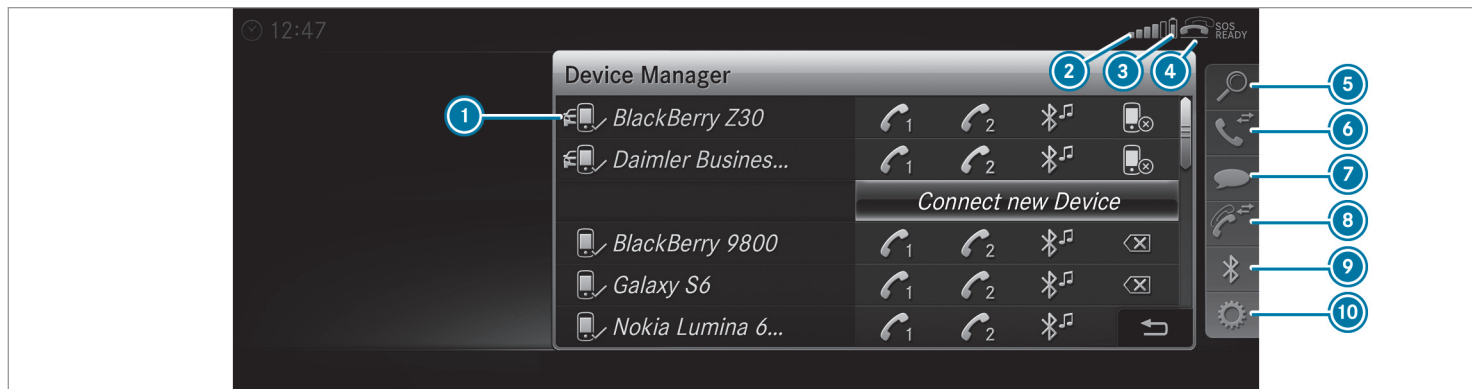 12:47
SOS
READY
Device Manager
2
3
4
5
1
BlackBerry Z30
1
2
6
Daimler Busines...
1
2
7
Connect new Device
8
BlackBerry 9800
1
2
9
Galaxy S6
1
2
10
Nokia Lumina 6...
1
2